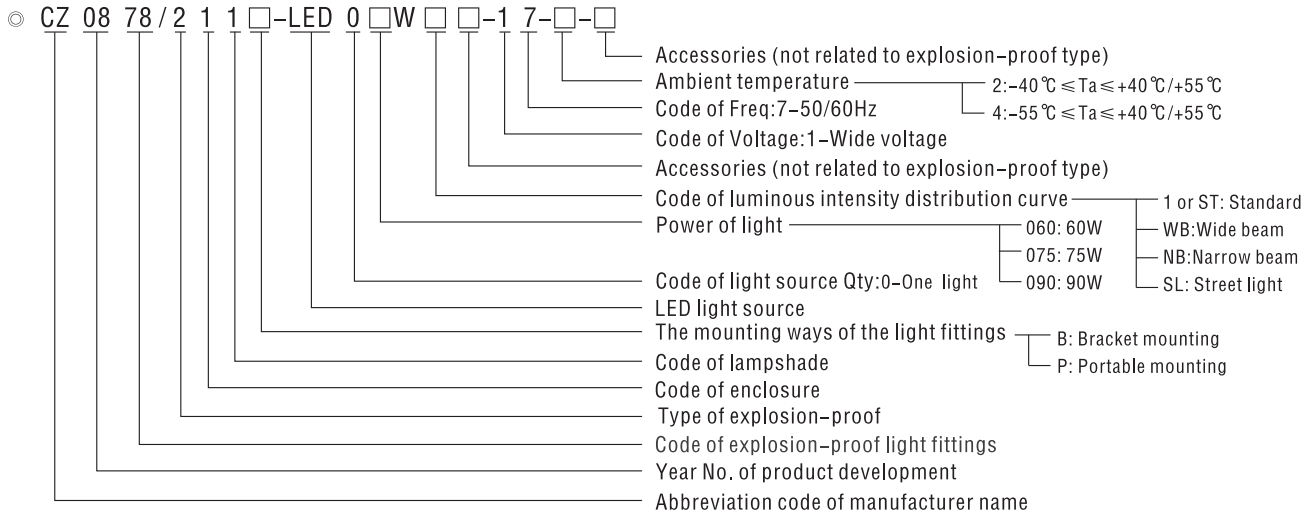 ◎ CZ 08 78 / 2 1 1 □-LED 0 □ W □ □-1 7-□-□
Accessories (not related to explosion-proof type)
Ambient temperature
2:-40℃≤Ta≤+40℃/+55℃
Code of Freq:7-50/60Hz
4:-55℃≤Ta≤+40℃/+55℃
Code of Voltage:1-Wide voltage
Accessories (not related to explosion-proof type)
Code of luminous intensity distribution curve
1 or ST: Standard
Power of light
060: 60W
WB:Wide beam
075: 75W
NB:Narrow beam
Code of light source Qty:0-One light
090: 90W
SL: Street light
LED light source
The mounting ways of the light fittings
B: Bracket mounting
Code of lampshade
P: Portable mounting
Code of enclosure
Type of explosion-proof
Code of explosion-proof light fittings
Year No. of product development
Abbreviation code of manufacturer name